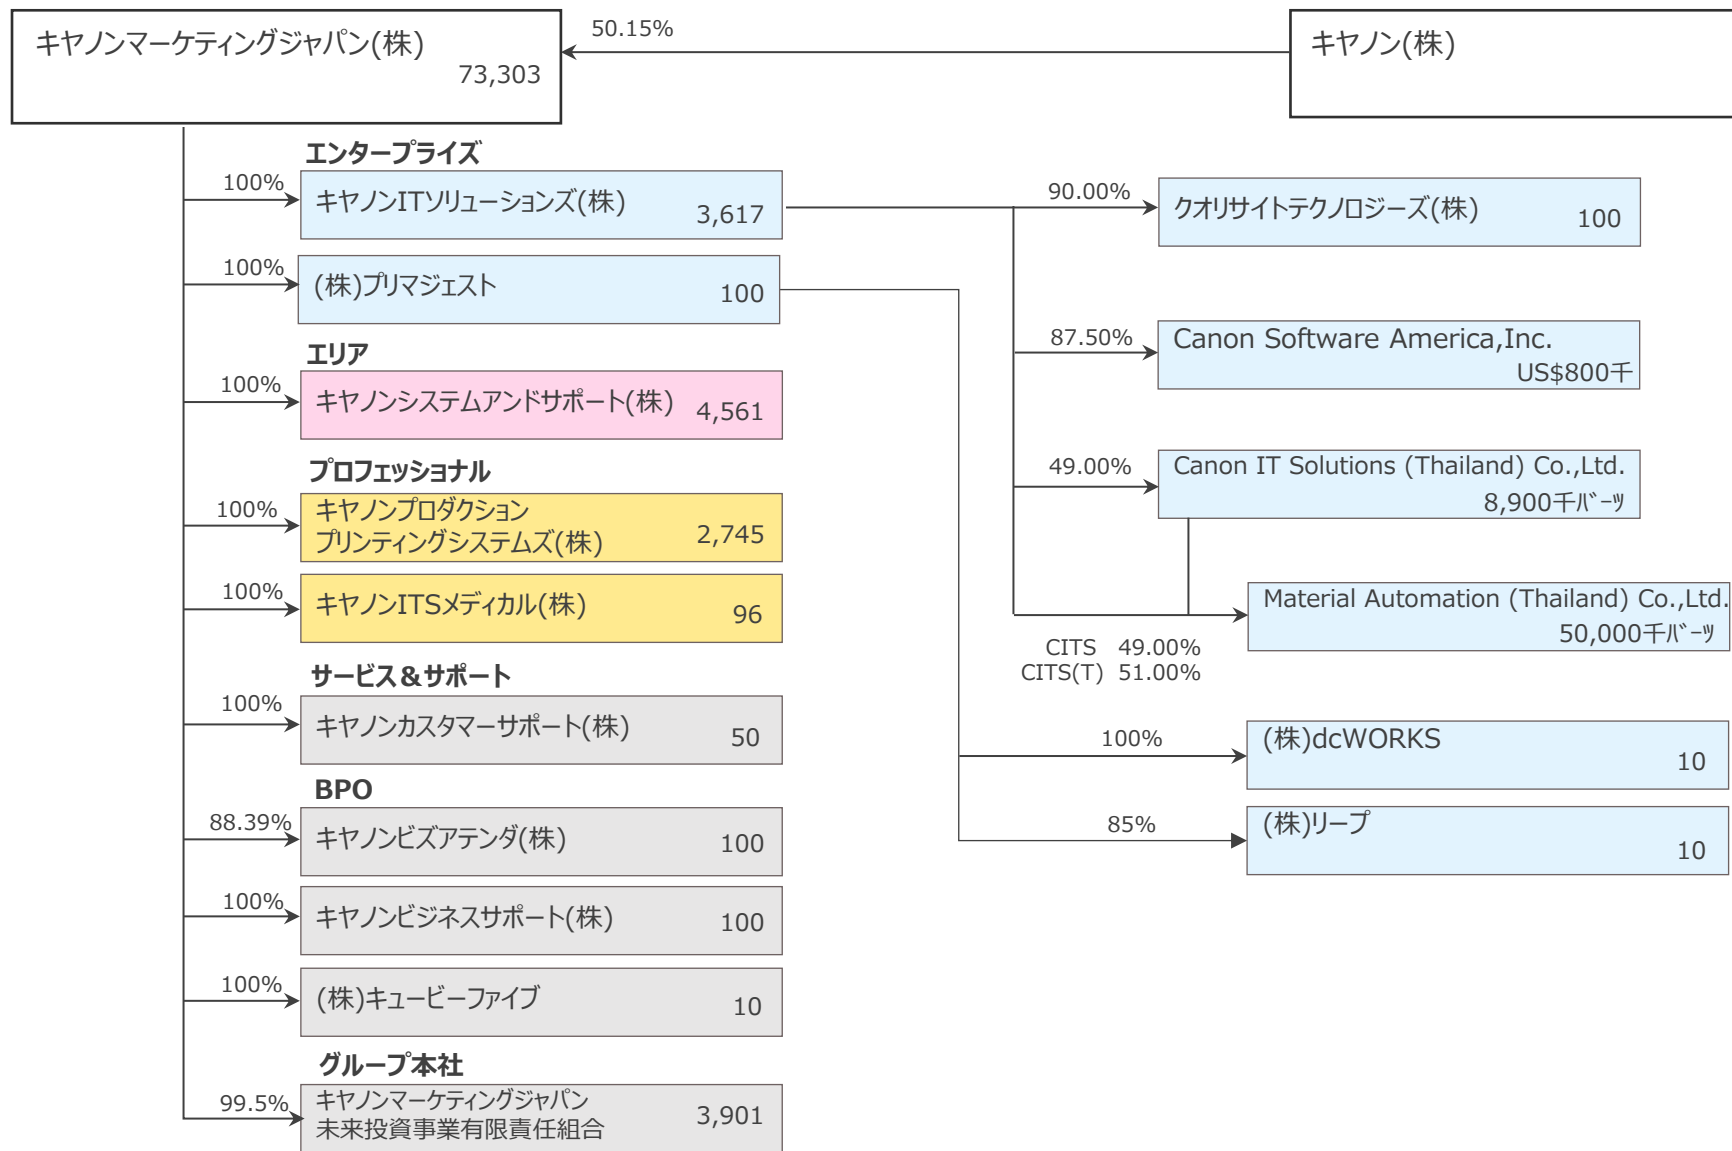 キヤノンマーケティングジャパン(株)
73,303
50.15%
キヤノン(株)
エンタープライズ
100%
キヤノンITソリューションズ(株)
3,617
90.00%
クオリサイトテクノロジーズ(株)
100
100%
(株)プリマジェスト
100
87.50%
Canon Software America,Inc.
US$800千
エリア
100%
キヤノンシステムアンドサポート(株)
4,561
49.00%
Canon IT Solutions (Thailand) Co.,Ltd.
8,900千バーツ
プロフェッショナル
100%
キヤノンプロダクション
プリンティングシステムズ(株)
2,745
100%
キヤノンITSメディカル(株)
96
Material Automation (Thailand) Co.,Ltd.
50,000千バーツ
CITS 49.00%
CITS(T) 51.00%
サービス＆サポート
100%
キヤノンカスタマーサポート(株)
50
100%
(株)dcWORKS
10
BPO
88.39%
キヤノンビズアテンダ(株)
100
85%
(株)リープ
10
100%
キヤノンビジネスサポート(株)
100
100%
(株)キュービーファイブ
10
グループ本社
99.5%
キヤノンマーケティングジャパン
未来投資事業有限責任組合
3,901